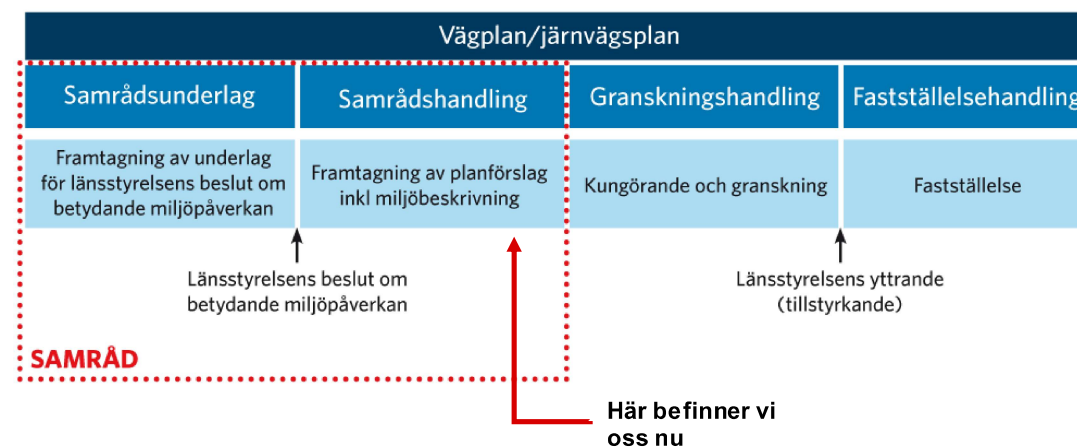 Vägplan/järnvägsplan
Samrådsunderlag
Samrådshandling
Granskningshandling
Fastställelsehandling
Framtagning av underlag
för länsstyrelsens beslut om
betydande miljöpåverkan
Framtagning av planförslag
inkl miljöbeskrivning
Kungörande och granskning
Fastställelse
Länsstyrelsens beslut om
betydande miljöpåverkan
Länsstyrelsens yttrande
(tillstyrkande)
SAMRÅD
Här befinner vi
oss nu